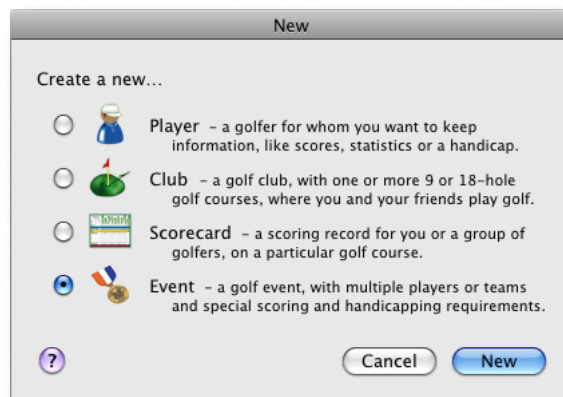 New
Create a new...
Player – a golfer for whom you want to keep
information, like scores, statistics or a handicap.
Club – a golf club, with one or more 9 or 18-hole
golf courses, where you and your friends play golf.
Scorecard – a scoring record for you or a group of
golfers, on a particular golf course.
Event – a golf event, with multiple players or teams
and special scoring and handicapping requirements.
? Cancel New